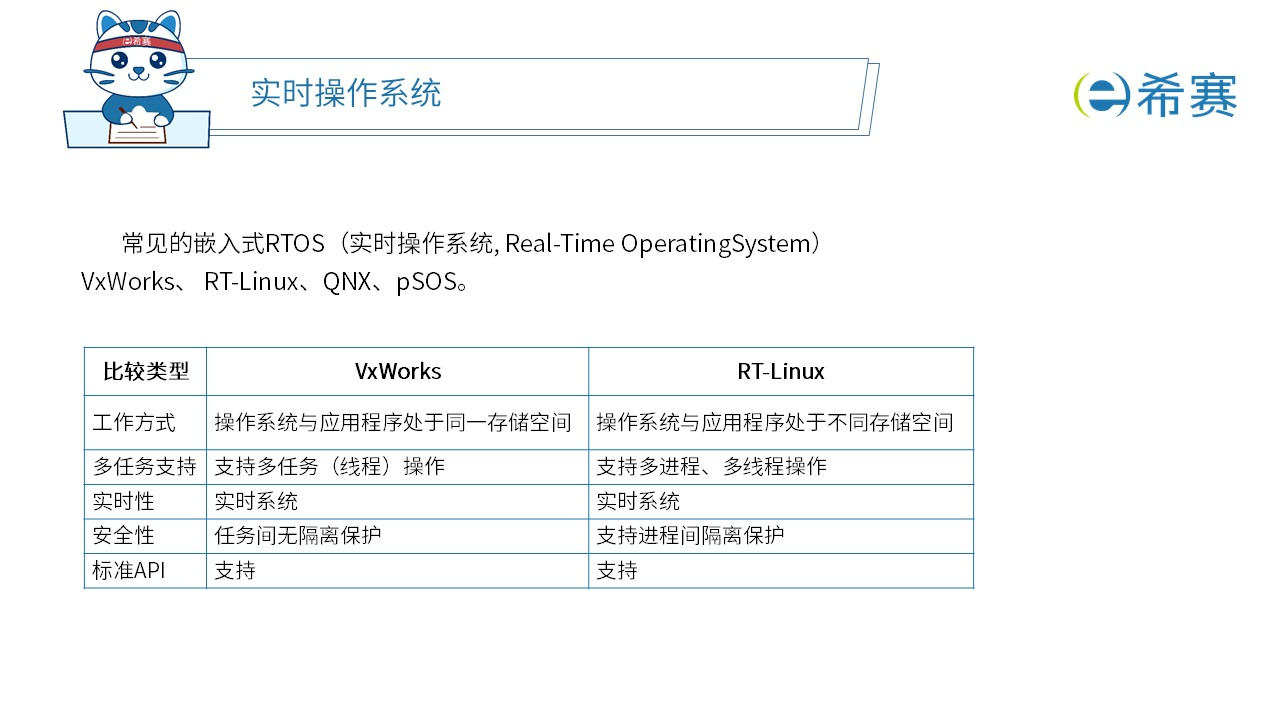 希赛
实时操作系统
希赛
常见的嵌入式RTOS（实时操作系统, Real-Time OperatingSystem）
VxWorks、 RT-Linux、QNX、pSOS。
比较类型 VxWorks RT-Linux
工作方式 操作系统与应用程序处于同一存储空间 操作系统与应用程序处于不同存储空间
多任务支持 支持多任务（线程）操作 支持多进程、多线程操作
实时性 实时系统 实时系统
安全性 任务间无隔离保护 支持进程间隔离保护
标准API 支持 支持